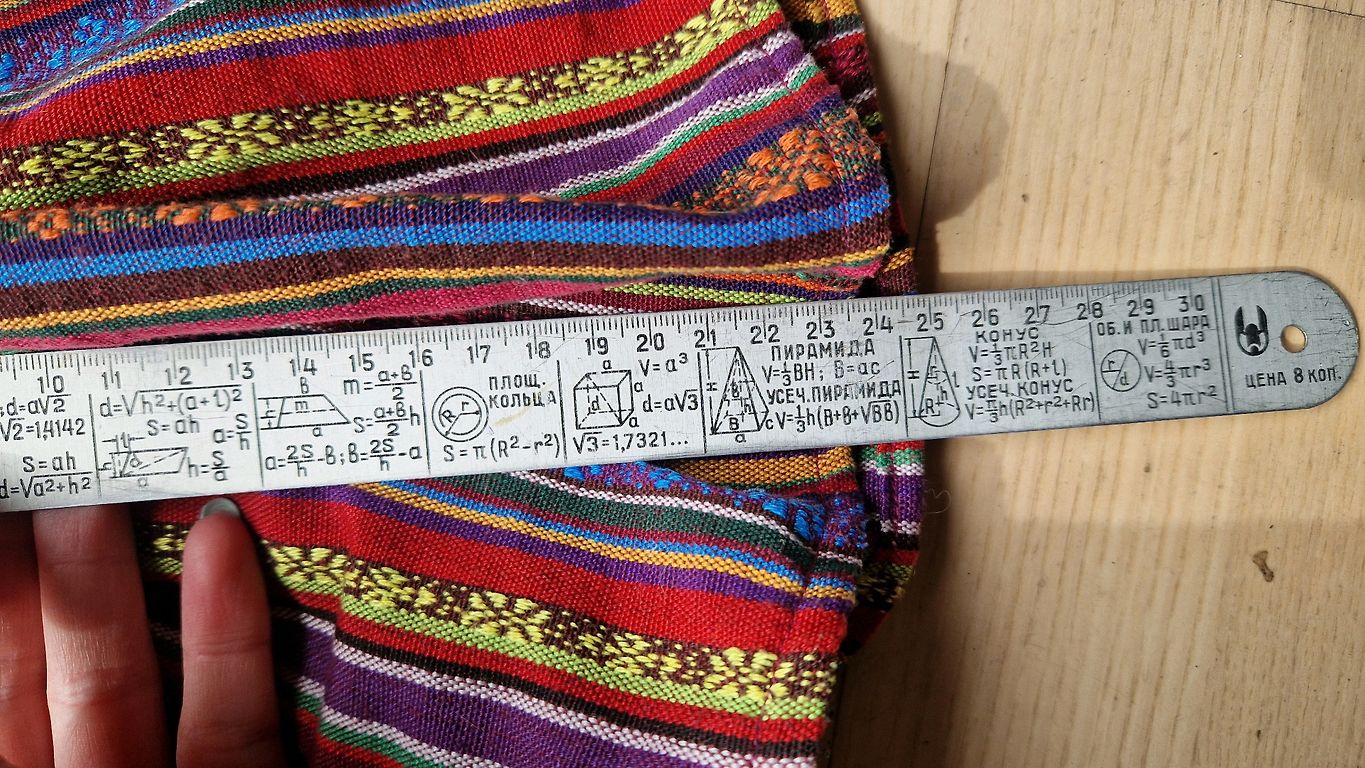 10 11 12 13 14 15 16 17 18 19 20 21 22 23 24 25 26 27 28 29 30
;d=a√2
√2=1,4142
S=ah
d=√a²+h²
d=√h²+(a+l)²
S=ah
a=S/h
h=S/a
l
h
d
a
B
m
a
m=a+B/2
S=a+B/2 h
a=2S/h-B; B=2S/h-a
R r
ПЛОЩ.
КОЛЬЦА
S=π(R²-r²)
a
d
a
a
V=a³
d=a√3
√3=1,7321...
H
h
B'
B
a
c
ПИРАМИДА
V=⅓BH; B=ac
УСЕЧ.ПИРАМИДА
V=⅓h(B+B'+√BB')
H
r
h
l
R
КОНУС
V=⅓πR²H
S=πR(R+l)
УСЕЧ. КОНУС
V=π/3h(R²+r²+Rr)
r
d
ОБ. И ПЛ. ШАРА
V=⅙πd³
V=4/3πr³
S=4πr²
ЦЕНА 8 КОП.